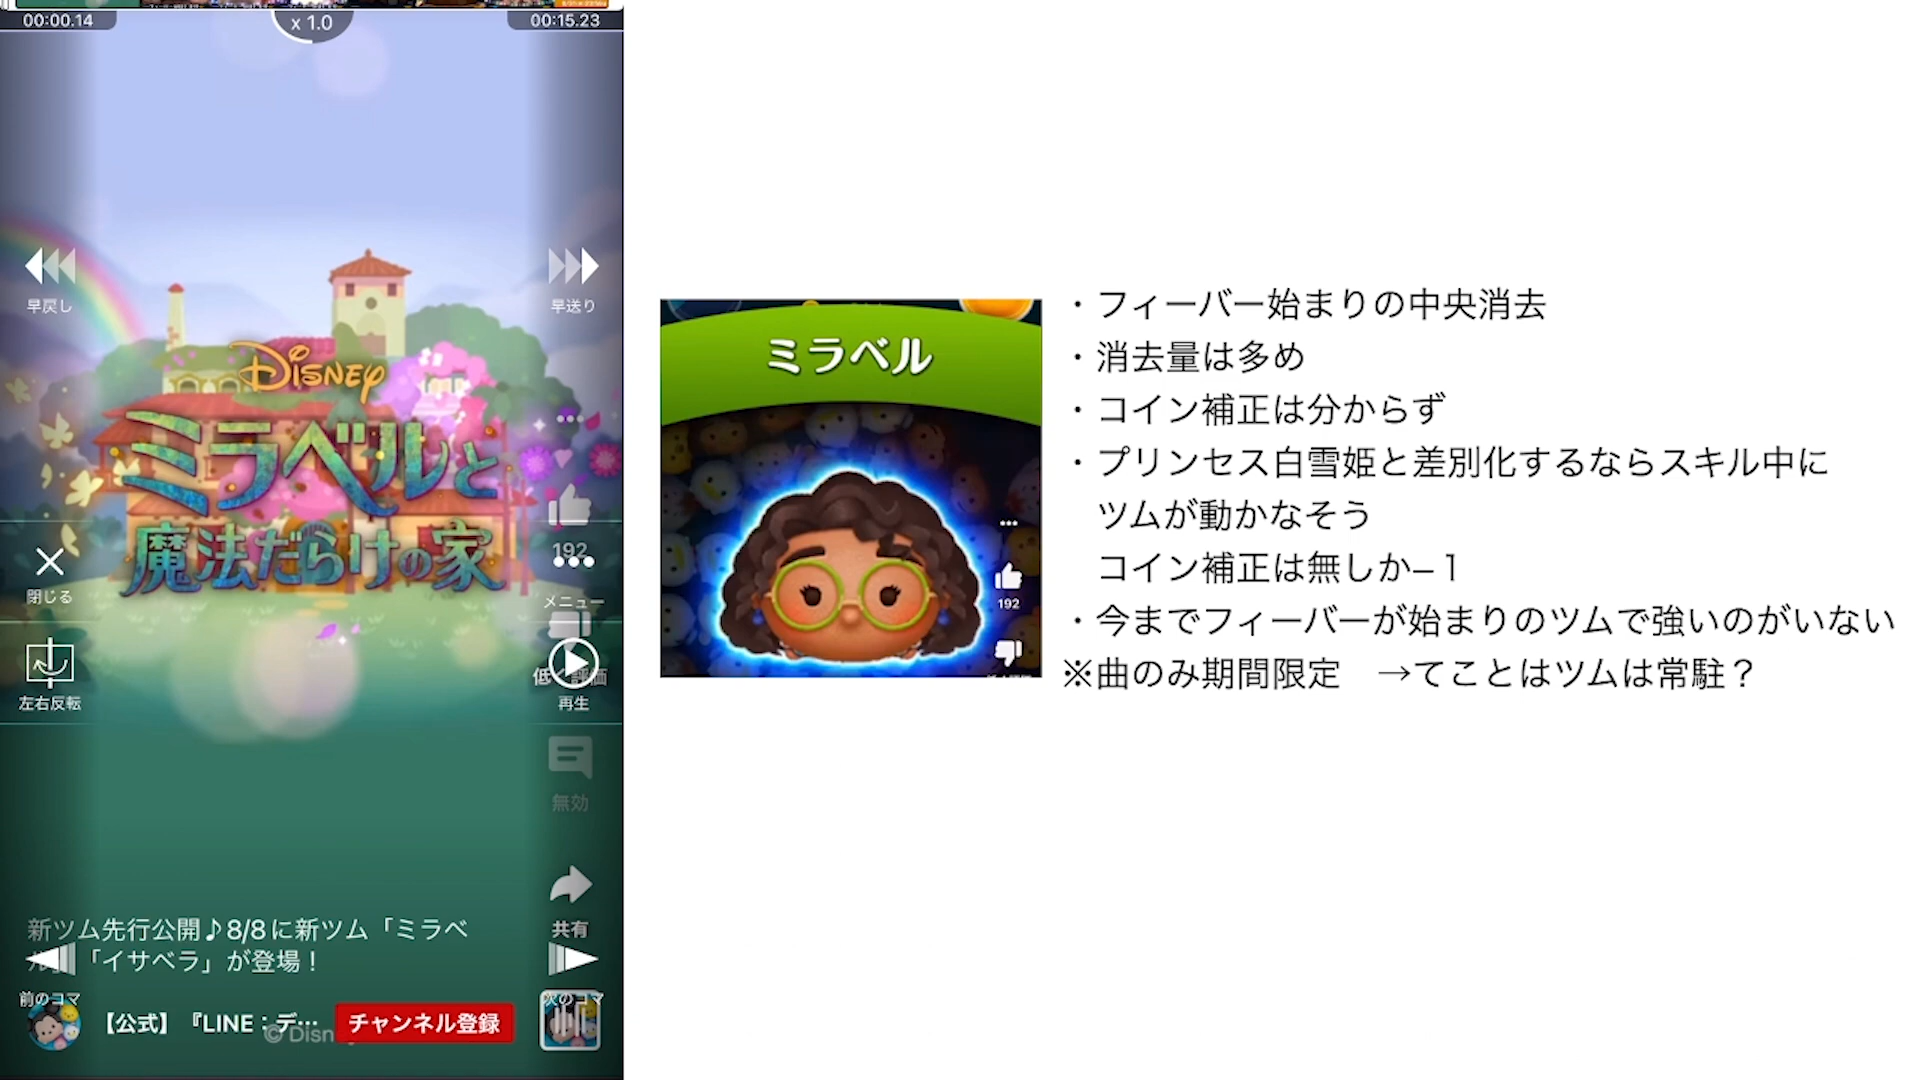 00:00.14
x 1.0
00:15.23
早戻し
早送り
DISNEY
ミラベルと
魔法だらけの家
192
閉じる
メニュー
左右反転
再生
無効
共有
新ツム先行公開♪8/8に新ツム「ミラベ
「イサベラ」が登場！
前のコマ
次のコマ
【公式】『LINE：デ…
チャンネル登録
ミラベル
192
・フィーバー始まりの中央消去
・消去量は多め
・コイン補正は分からず
・プリンセス白雪姫と差別化するならスキル中に
ツムが動かなそう
コイン補正は無しか–１
・今までフィーバーが始まりのツムで強いのがいない
※曲のみ期間限定　→てことはツムは常駐？